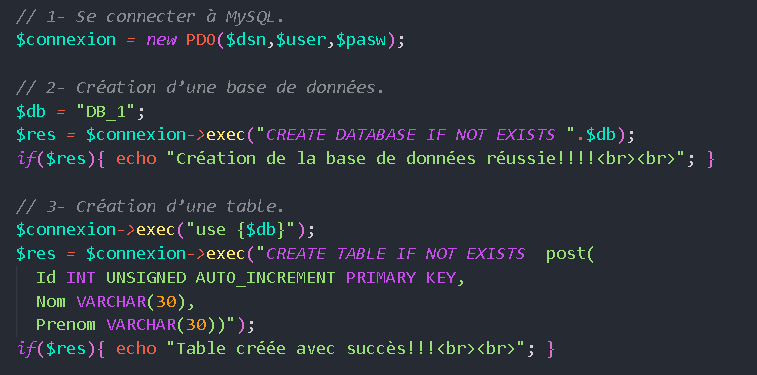 // 1- Se connecter à MySQL.
$connexion = new PDO($dsn,$user,$pasw);
// 2- Création d’une base de données.
$db = "DB_1";
$res = $connexion->exec("CREATE DATABASE IF NOT EXISTS ".$db);
if($res){ echo "Création de la base de données réussie!!!!<br><br>"; }
// 3- Création d’une table.
$connexion->exec("use {$db}");
$res = $connexion->exec("CREATE TABLE IF NOT EXISTS  post(
Id INT UNSIGNED AUTO_INCREMENT PRIMARY KEY,
Nom VARCHAR(30),
Prenom VARCHAR(30))");
if($res){ echo "Table créée avec succès!!!<br><br>"; }